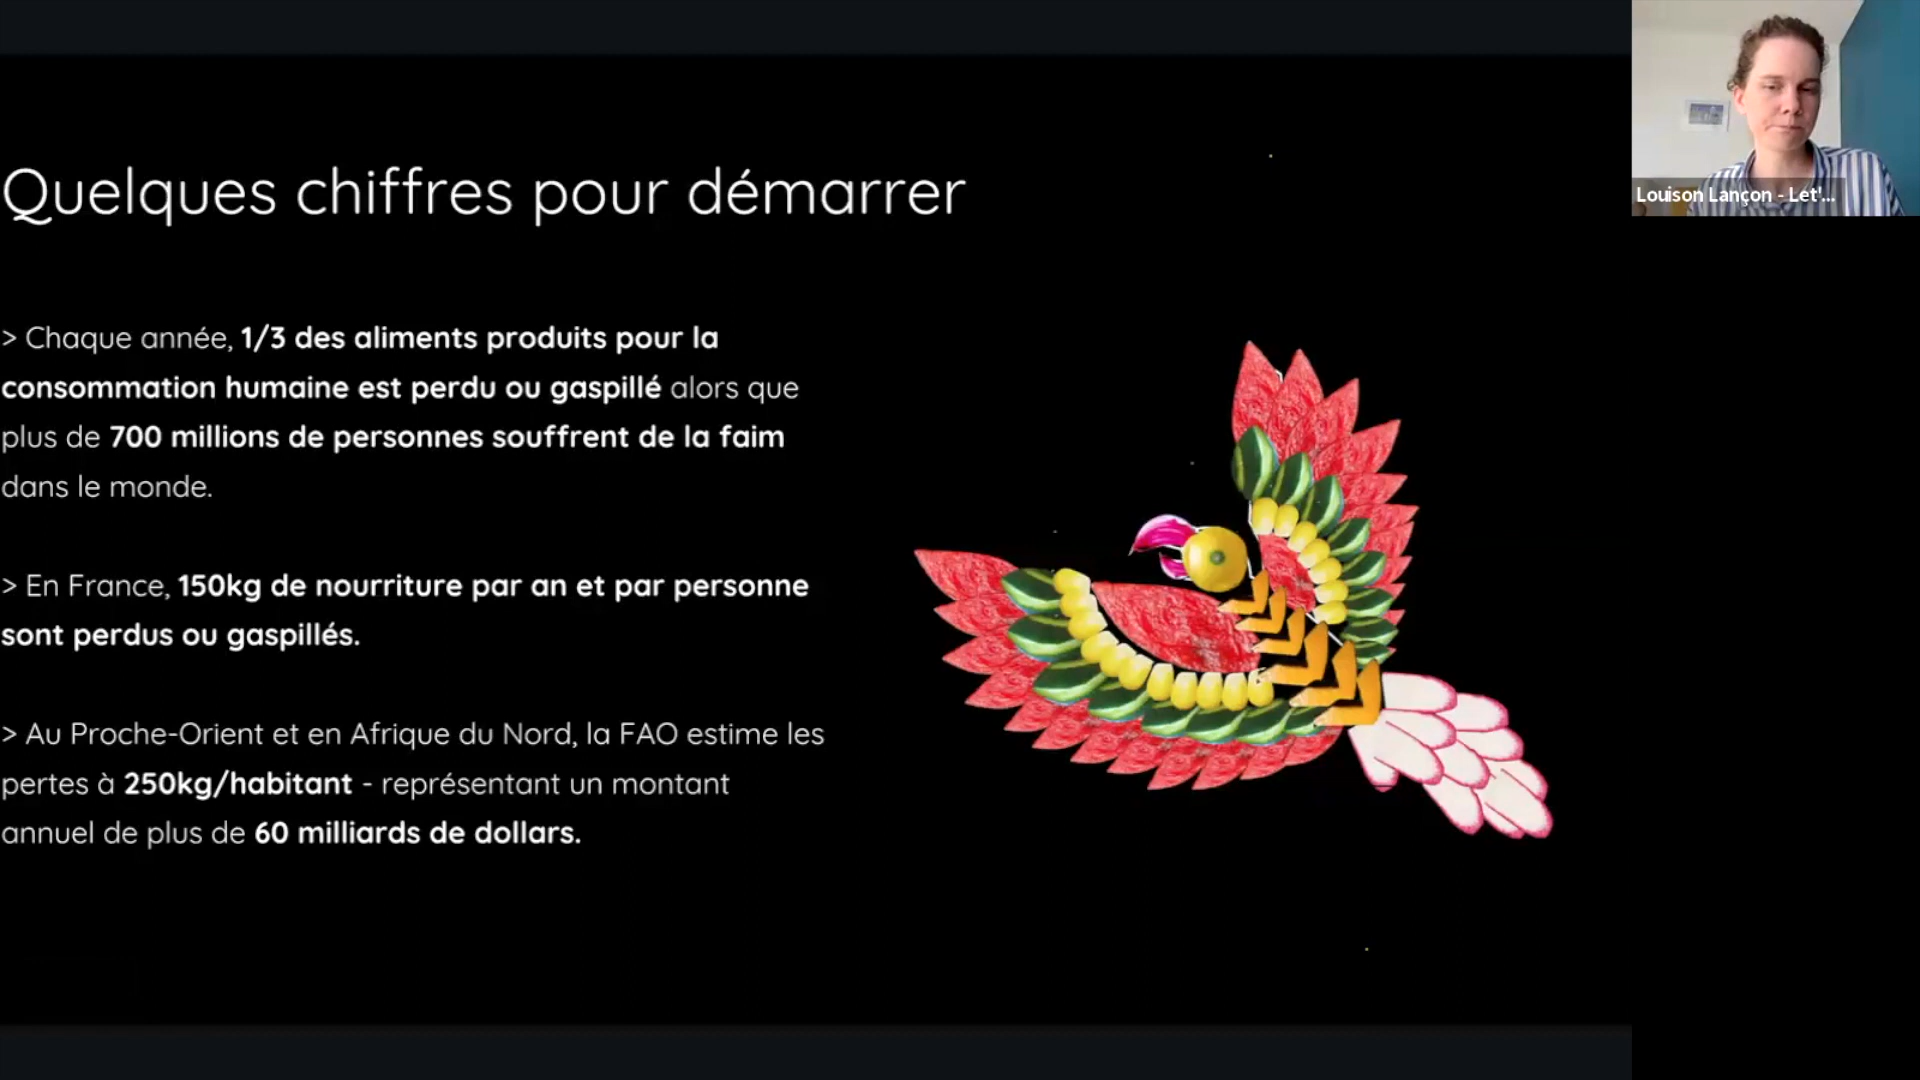 Quelques chiffres pour démarrer
> Chaque année, 1/3 des aliments produits pour la
consommation humaine est perdu ou gaspillé alors que
plus de 700 millions de personnes souffrent de la faim
dans le monde.
> En France, 150kg de nourriture par an et par personne
sont perdus ou gaspillés.
> Au Proche-Orient et en Afrique du Nord, la FAO estime les
pertes à 250kg/habitant - représentant un montant
annuel de plus de 60 milliards de dollars.
Louison Lançon - Let'...